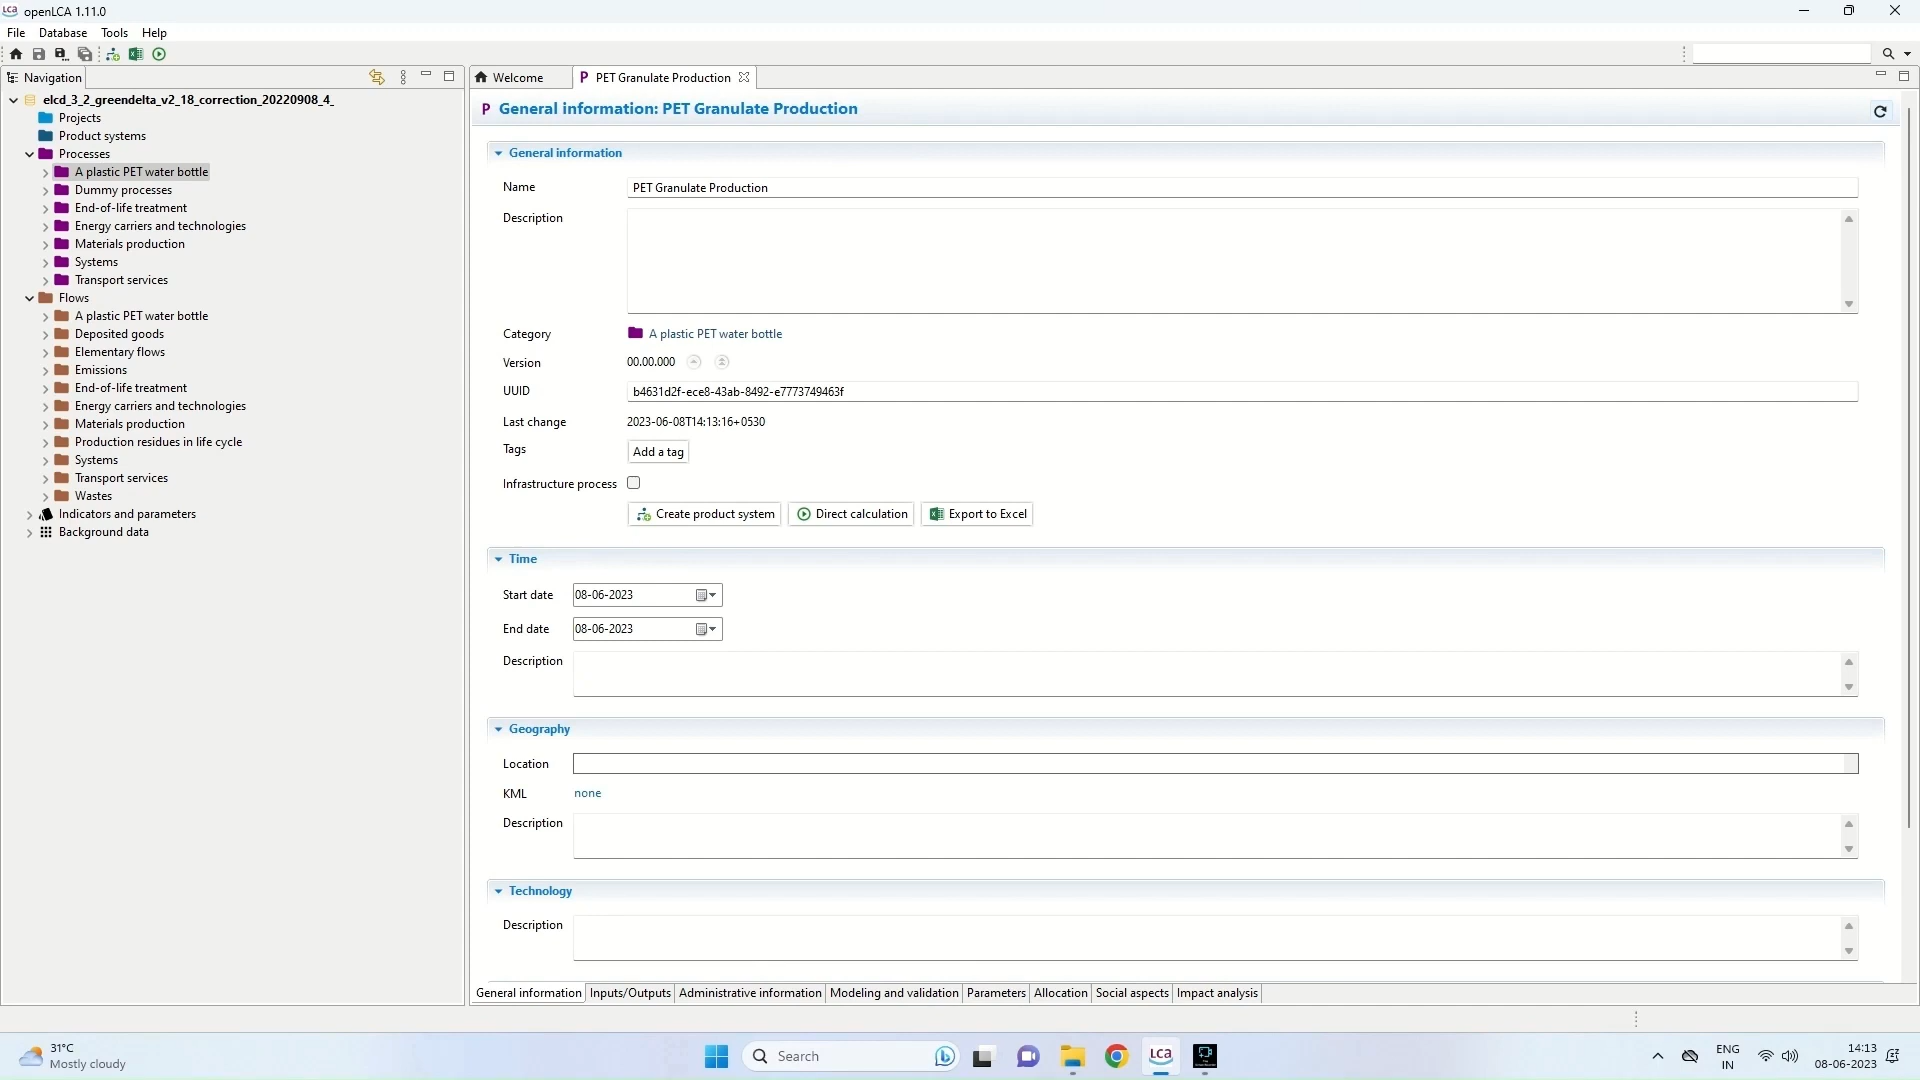 LCA openLCA 1.11.0
File Database Tools Help
Navigation
Welcome
P PET Granulate Production
elcd_3_2_greendelta_v2_18_correction_20220908_4_
Projects
Product systems
Processes
A plastic PET water bottle
Dummy processes
End-of-life treatment
Energy carriers and technologies
Materials production
Systems
Transport services
Flows
A plastic PET water bottle
Deposited goods
Elementary flows
Emissions
End-of-life treatment
Energy carriers and technologies
Materials production
Production residues in life cycle
Systems
Transport services
Wastes
Indicators and parameters
Background data
P General information: PET Granulate Production
General information
Name PET Granulate Production
Description
Category A plastic PET water bottle
Version 00.00.000
UUID b4631d2f-ece8-43ab-8492-e7773749463f
Last change 2023-06-08T14:13:16+0530
Tags Add a tag
Infrastructure process
Create product system Direct calculation Export to Excel
Time
Start date 08-06-2023
End date 08-06-2023
Description
Geography
Location
KML none
Description
Technology
Description
General information Inputs/Outputs Administrative information Modeling and validation Parameters Allocation Social aspects Impact analysis
31°C
Mostly cloudy
Search
LCA
ENG
IN
14:13
08-06-2023